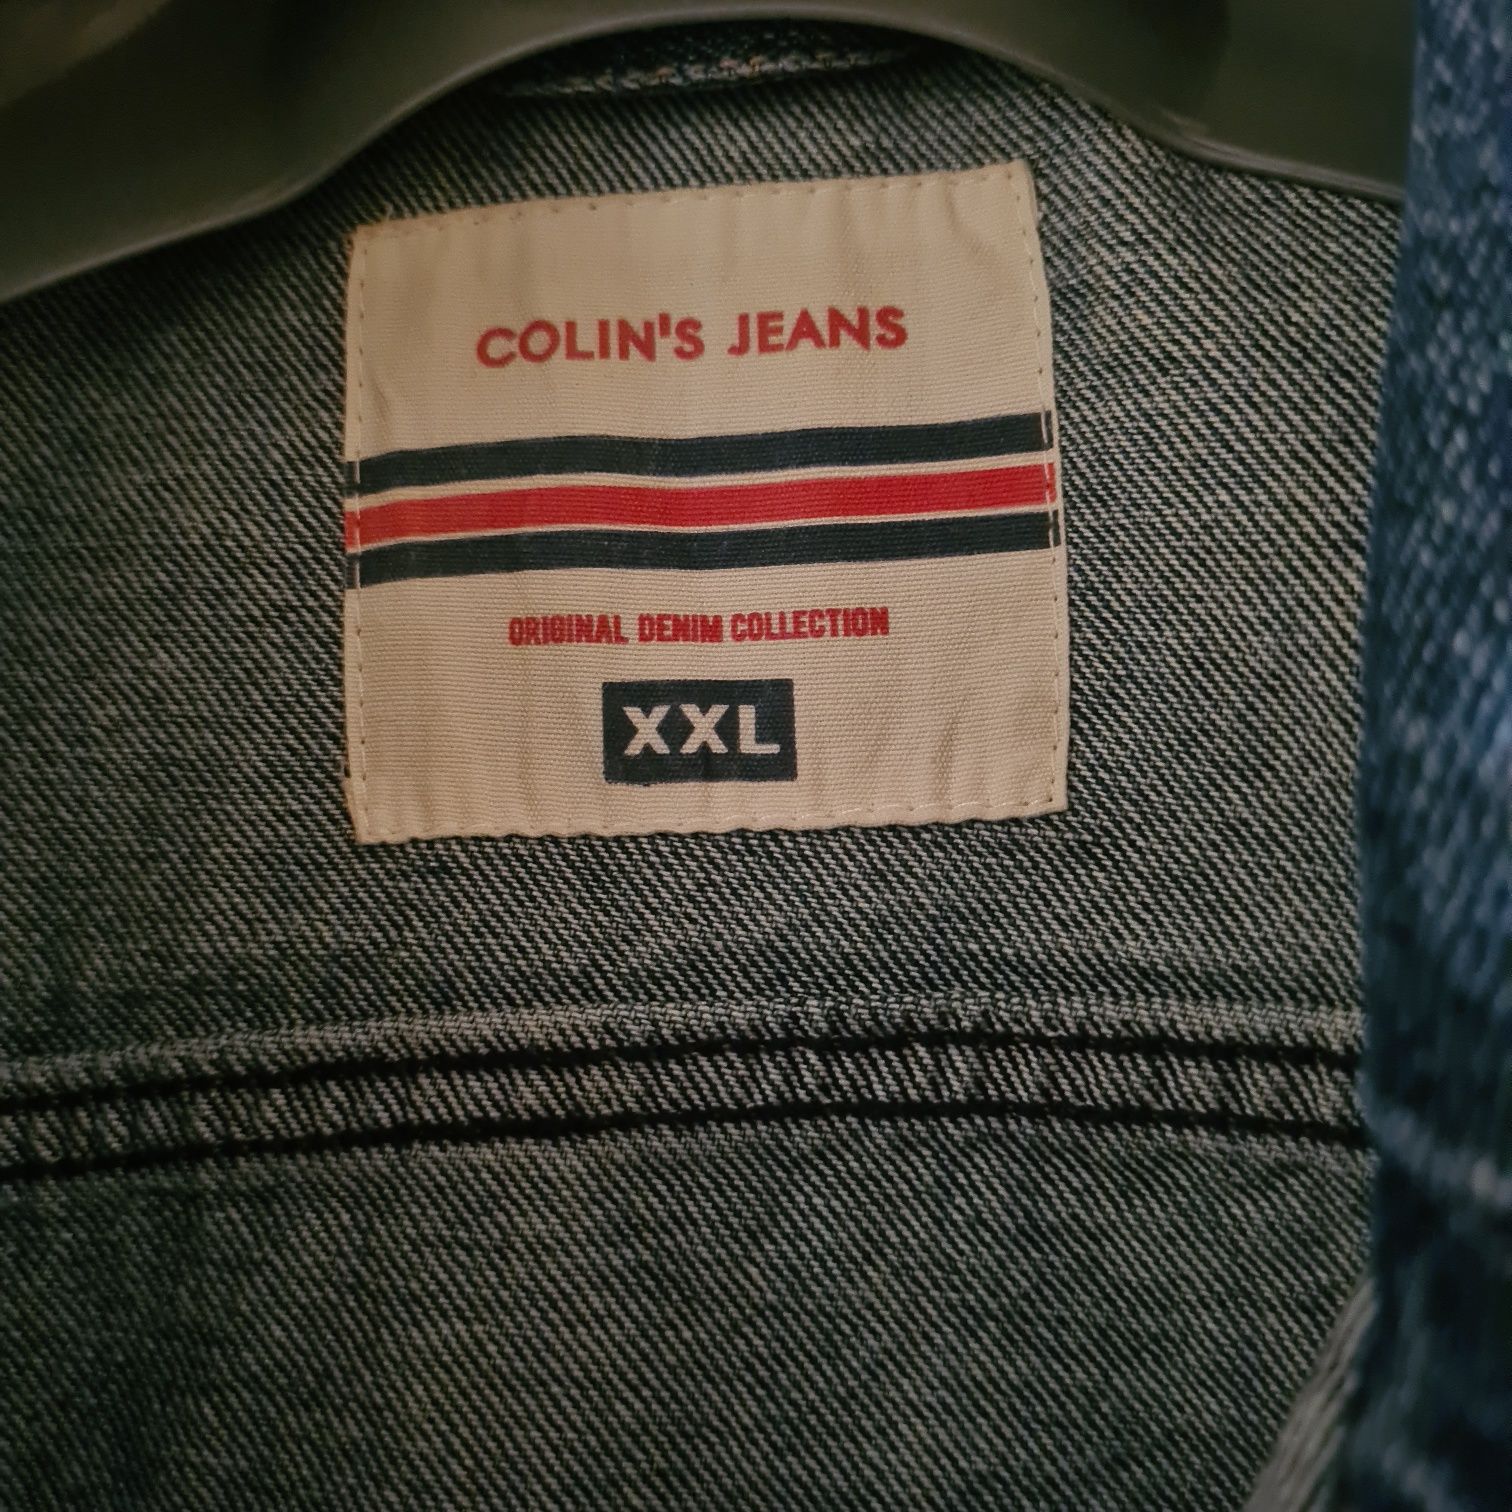 COLIN'S JEANS
ORIGINAL DENIM COLLECTION
XXL